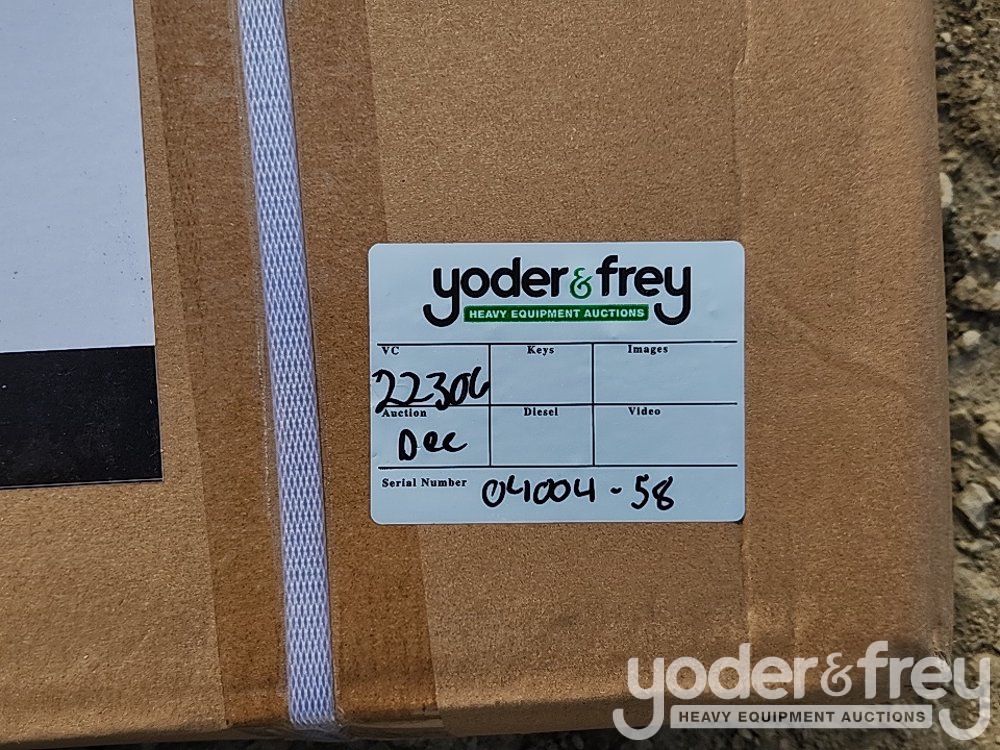 yoder & frey
HEAVY EQUIPMENT AUCTIONS
VC Keys Images
22306
Auction Diesel Video
Dec
Serial Number 04004-58
yoder & frey
HEAVY EQUIPMENT AUCTIONS